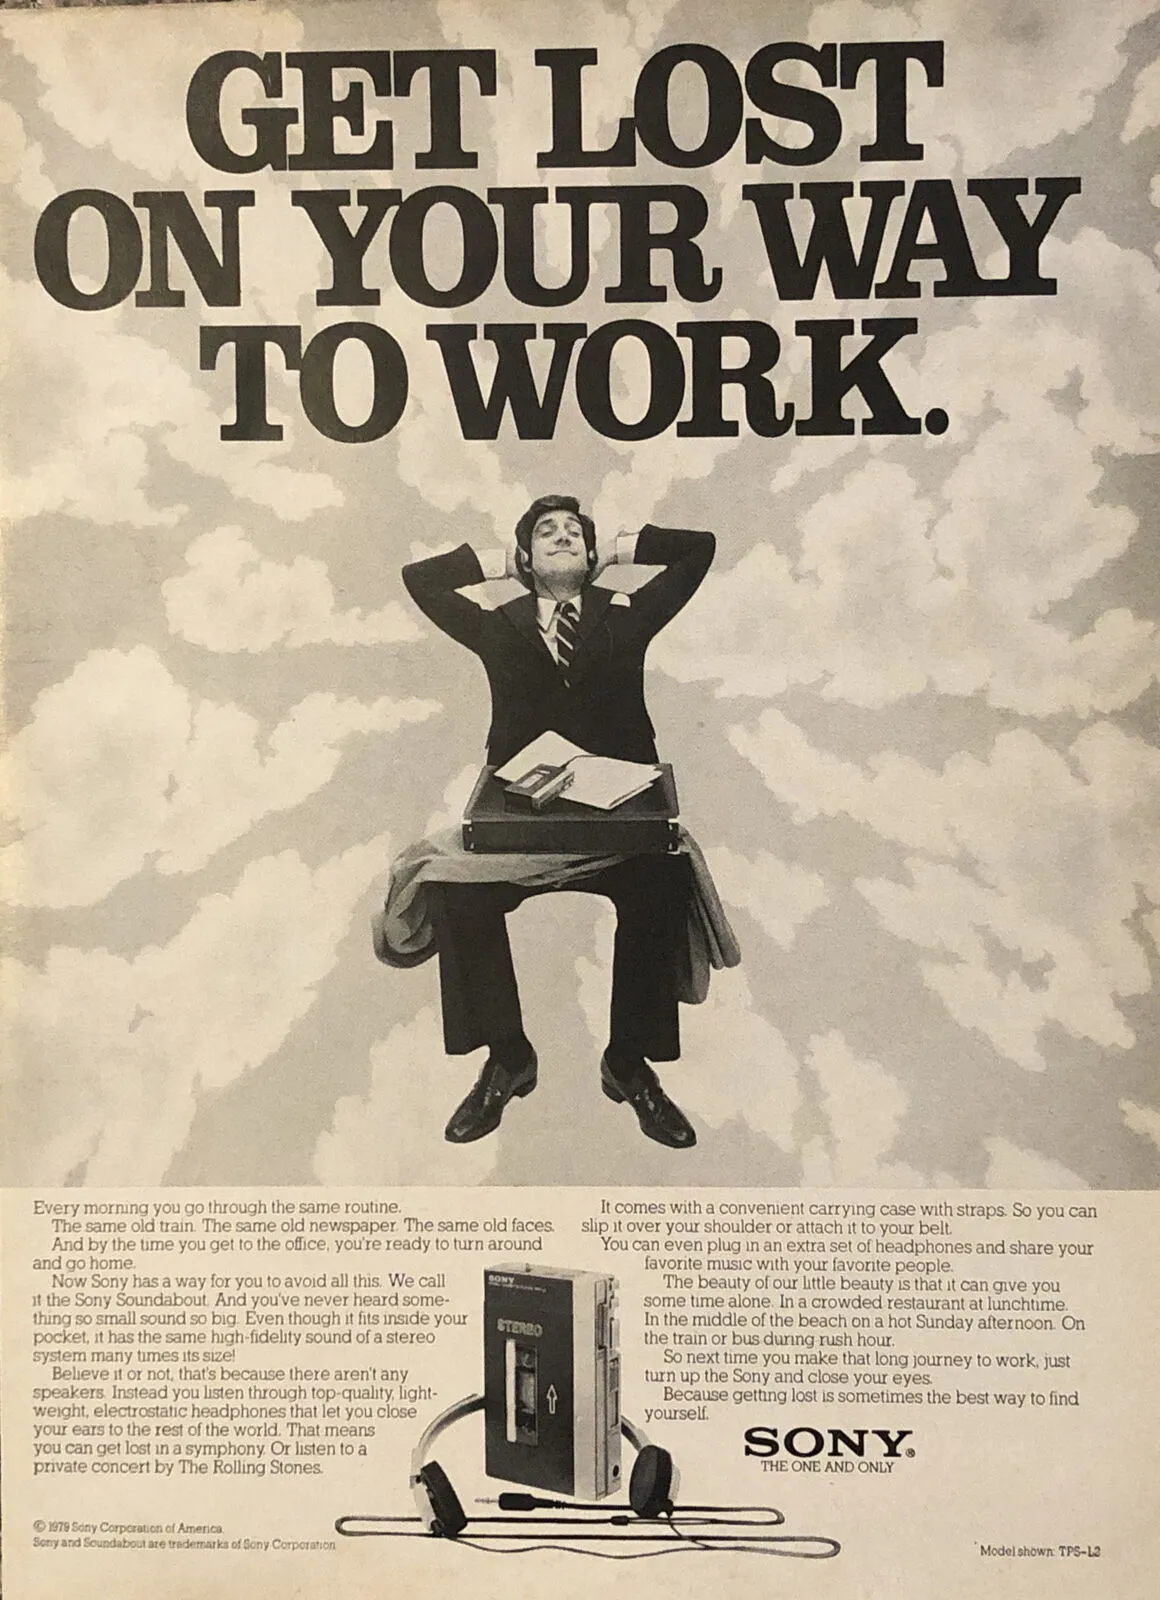 GET LOST
ON YOUR WAY
TO WORK.
Every morning you go through the same routine.
The same old train. The same old newspaper. The same old faces.
And by the time you get to the office, you're ready to turn around
and go home.
Now Sony has a way for you to avoid all this. We call
it the Sony Soundabout. And you've never heard some-
thing so small sound so big. Even though it fits inside your
pocket, it has the same high-fidelity sound of a stereo
system many times its size!
Believe it or not, that's because there aren't any
speakers. Instead you listen through top-quality, light-
weight, electrostatic headphones that let you close
your ears to the rest of the world. That means
you can get lost in a symphony. Or listen to a
private concert by The Rolling Stones.
© 1979 Sony Corporation of America.
Sony and Soundabout are trademarks of Sony Corporation.
SONY
STEREO
It comes with a convenient carrying case with straps. So you can
slip it over your shoulder or attach it to your belt.
You can even plug in an extra set of headphones and share your
favorite music with your favorite people.
The beauty of our little beauty is that it can give you
some time alone. In a crowded restaurant at lunchtime.
In the middle of the beach on a hot Sunday afternoon. On
the train or bus during rush hour.
So next time you make that long journey to work, just
turn up the Sony and close your eyes.
Because getting lost is sometimes the best way to find
yourself.
SONY®
THE ONE AND ONLY
Model shown: TPS-L2